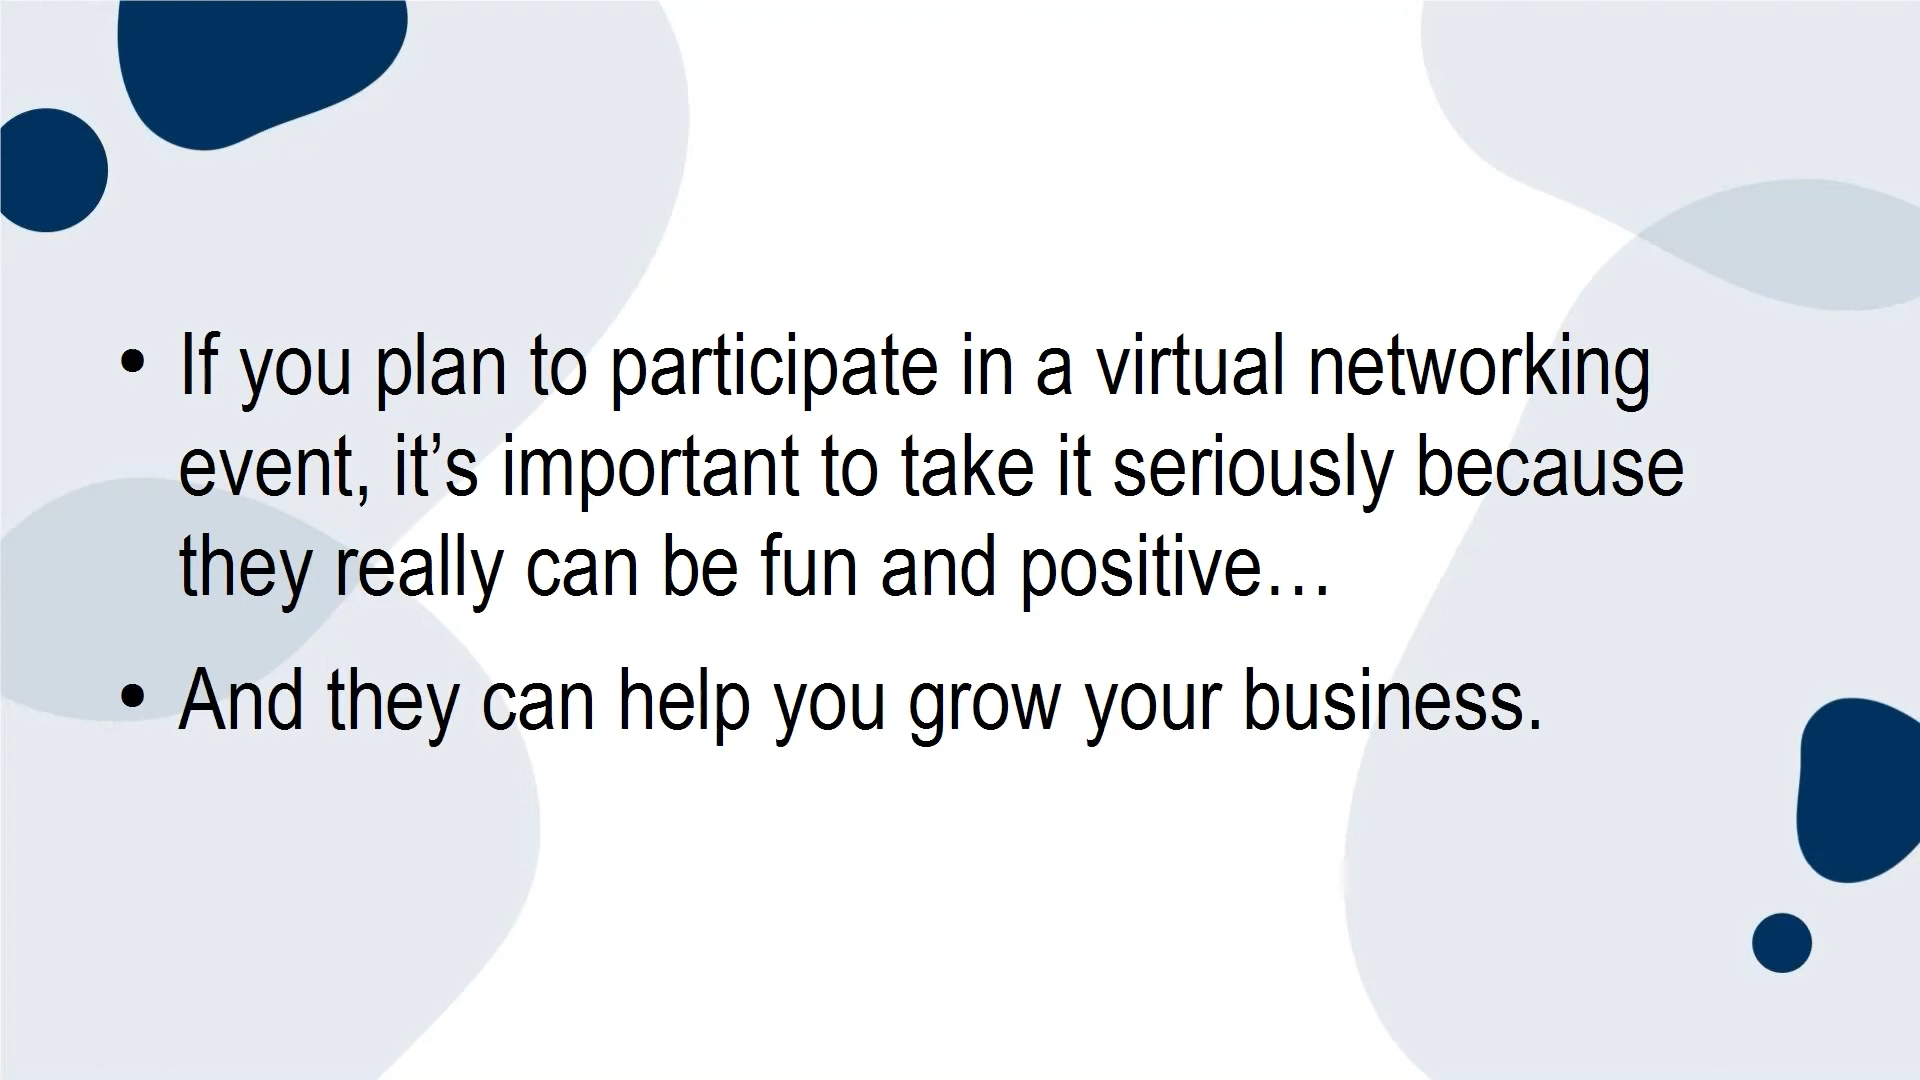 • If you plan to participate in a virtual networking
event, it’s important to take it seriously because
they really can be fun and positive…
• And they can help you grow your business.